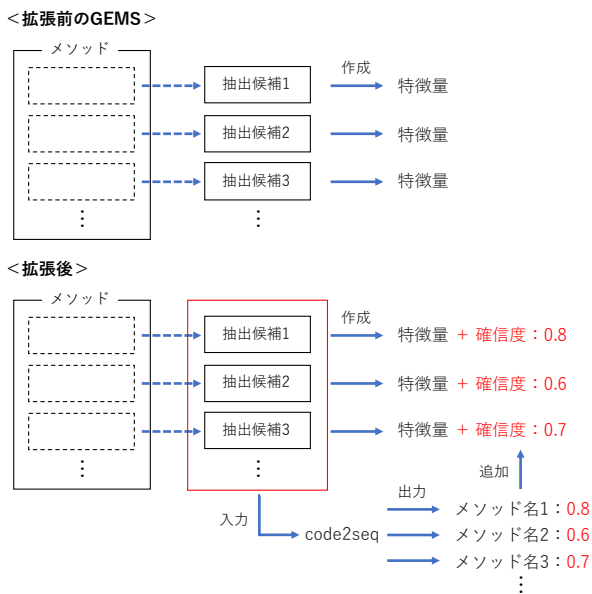 ＜拡張前のGEMS＞
メソッド
抽出候補1
作成
特徴量
抽出候補2
特徴量
抽出候補3
特徴量
⋮
⋮
＜拡張後＞
メソッド
抽出候補1
作成
特徴量 + 確信度：0.8
抽出候補2
特徴量 + 確信度：0.6
抽出候補3
特徴量 + 確信度：0.7
⋮
⋮
追加
入力
code2seq
出力
メソッド名1：0.8
メソッド名2：0.6
メソッド名3：0.7
⋮